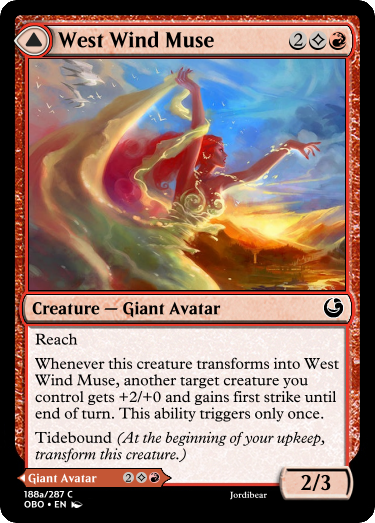 West Wind Muse 2
Creature — Giant Avatar
Reach
Whenever this creature transforms into West
Wind Muse, another target creature you
control gets +2/+0 and gains first strike until
end of turn. This ability triggers only once.
Tidebound (At the beginning of your upkeep,
transform this creature.)
Giant Avatar 2
2/3
188a/287 C
OBO • EN Jordibear